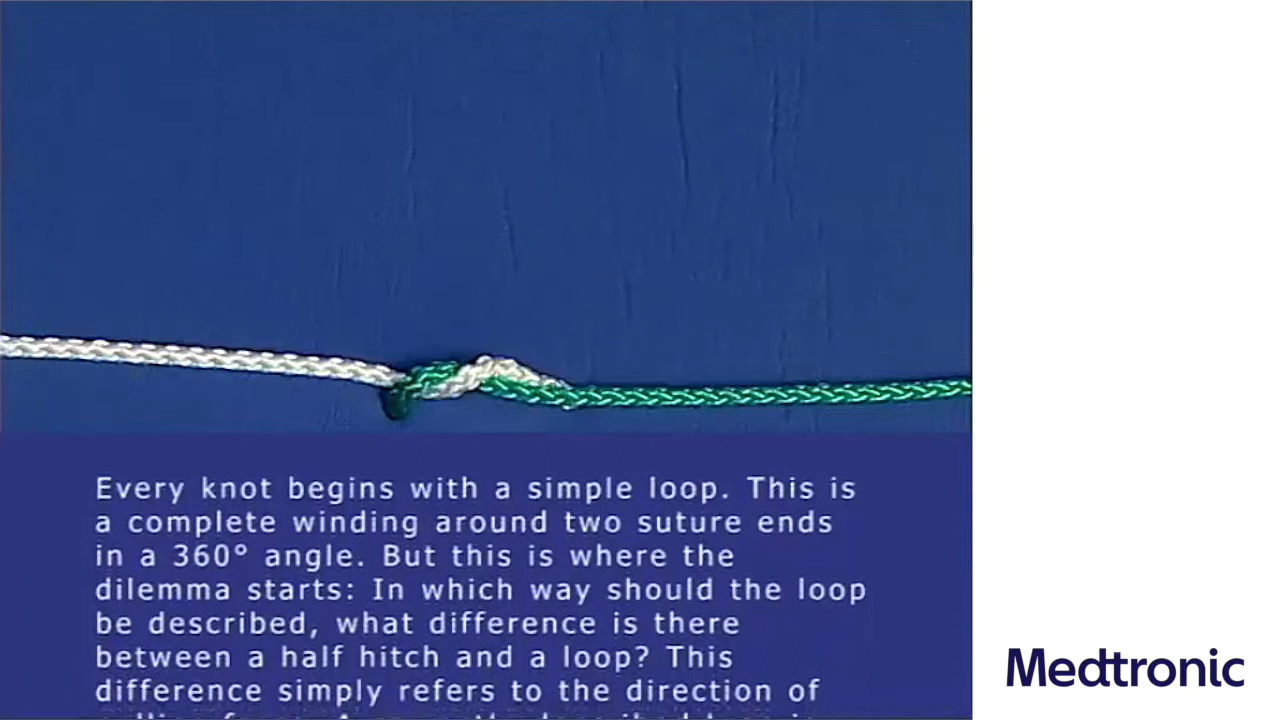 Every knot begins with a simple loop. This is
a complete winding around two suture ends
in a 360° angle. But this is where the
dilemma starts: In which way should the loop
be described, what difference is there
between a half hitch and a loop? This
difference simply refers to the direction of
Medtronic